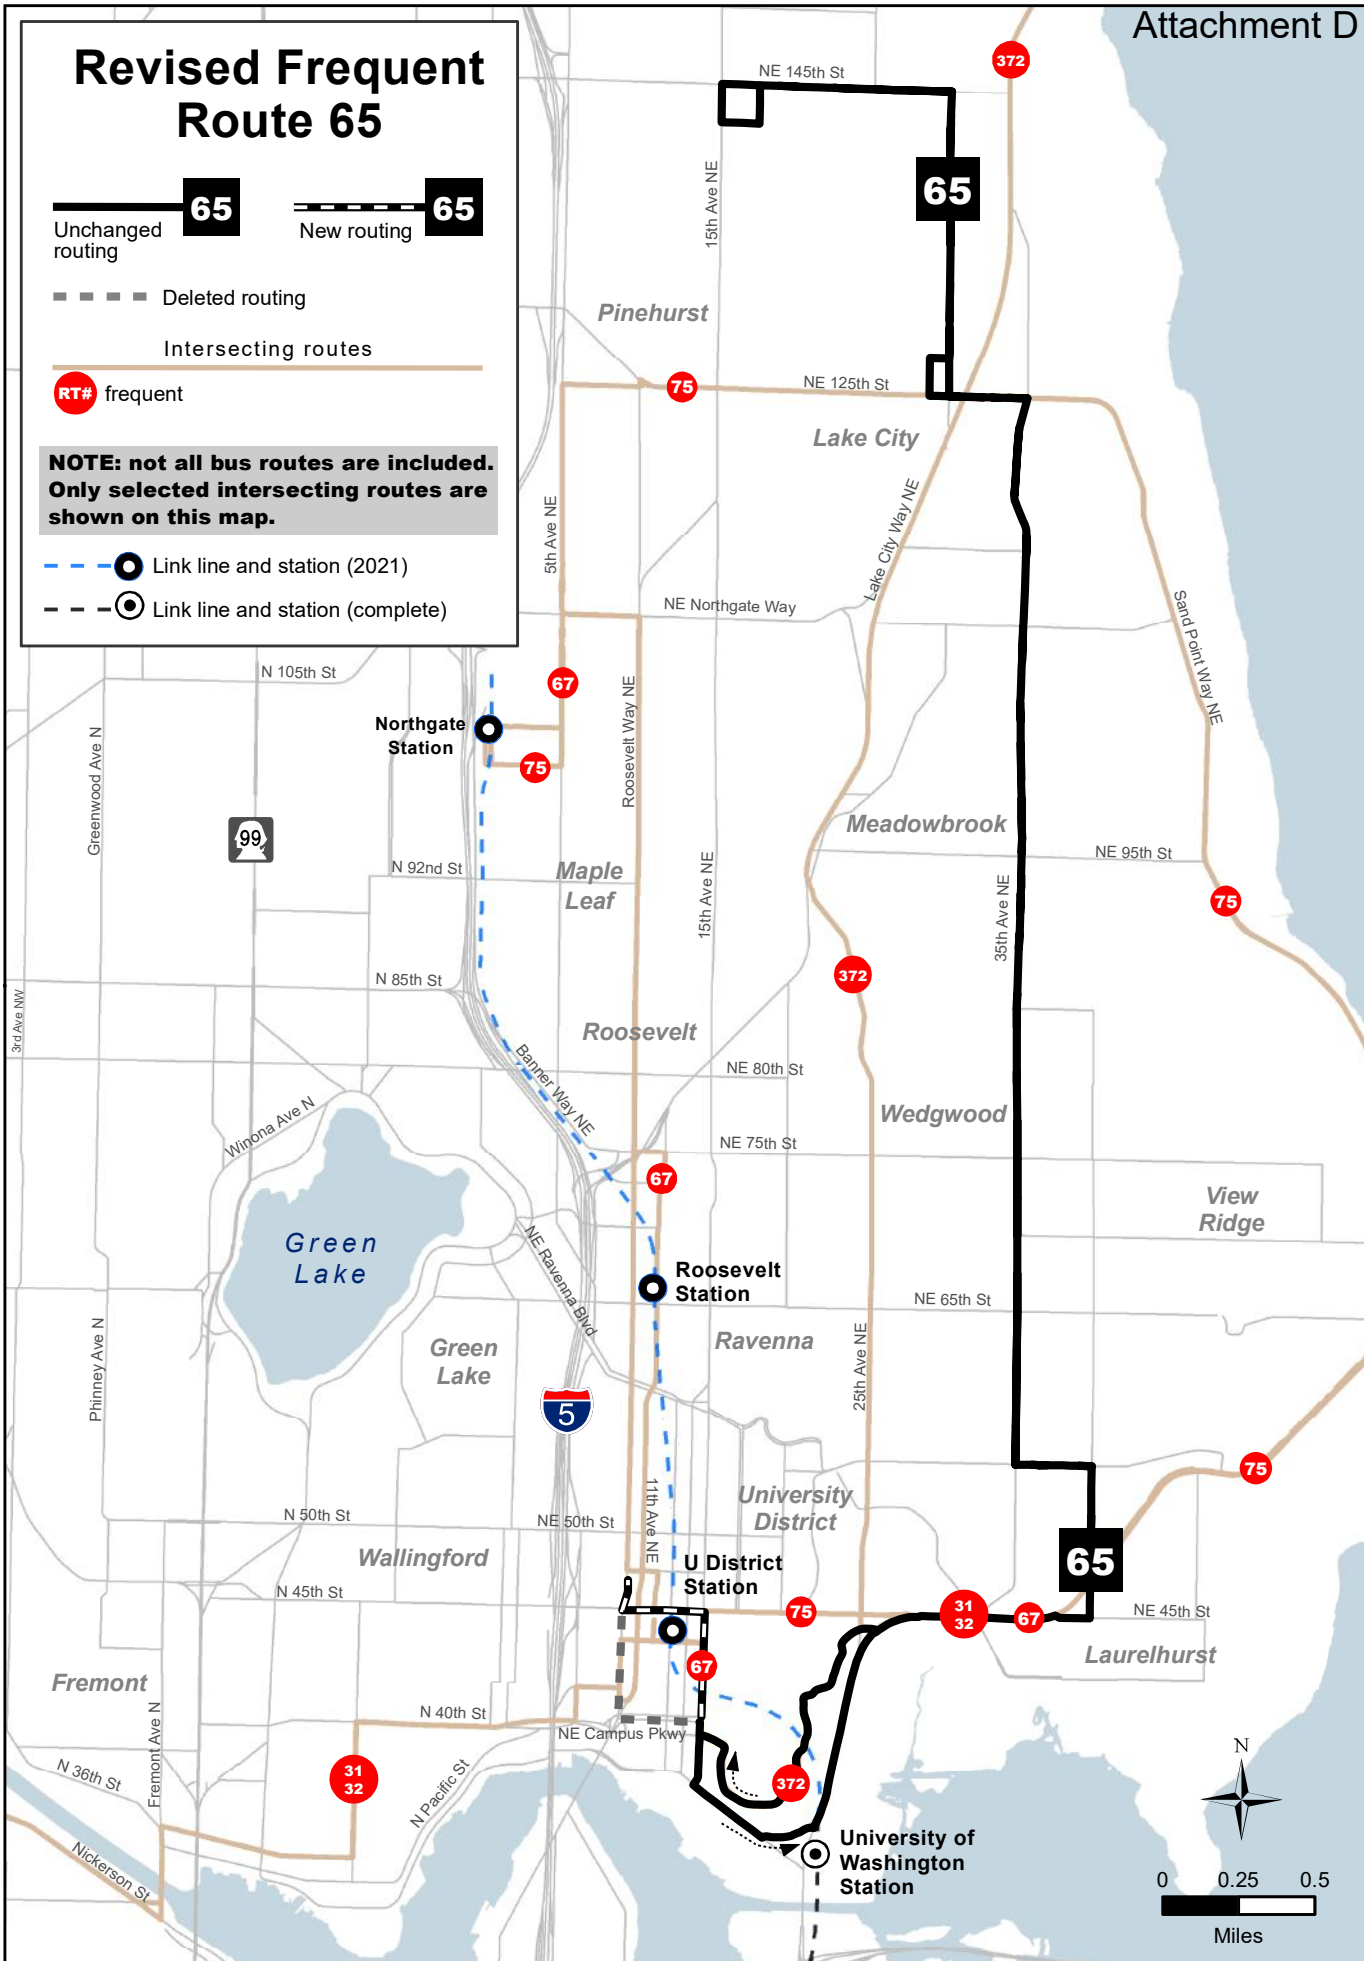 Attachment D
Revised Frequent
Route 65
65
65
Unchanged
routing
New routing
Deleted routing
Intersecting routes
RT# frequent
NOTE: not all bus routes are included.
Only selected intersecting routes are
shown on this map.
Link line and station (2021)
Link line and station (complete)
372
NE 145th St
65
15th Ave NE
Pinehurst
75
NE 125th St
Lake City
Lake City Way NE
5th Ave NE
NE Northgate Way
Sand Point Way NE
N 105th St
67
Roosevelt Way NE
Northgate
Station
75
Greenwood Ave N
99
Meadowbrook
NE 95th St
N 92nd St
Maple
Leaf
15th Ave NE
35th Ave NE
75
372
N 85th St
3rd Ave NW
Roosevelt
Banner Way NE
NE 80th St
Wedgwood
Winona Ave N
NE 75th St
67
View
Ridge
Green
Lake
NE Ravenna Blvd
Roosevelt
Station
NE 65th St
Phinney Ave N
Green
Lake
Ravenna
25th Ave NE
5
75
11th Ave NE
University
District
N 50th St
NE 50th St
Wallingford
U District
Station
65
N 45th St
75
31
32
67
NE 45th St
Laurelhurst
67
Fremont
Fremont Ave N
N 40th St
NE Campus Pkwy
N 36th St
31
32
N Pacific St
372
N
University of
Washington
Station
Nickerson St
0 0.25 0.5
Miles